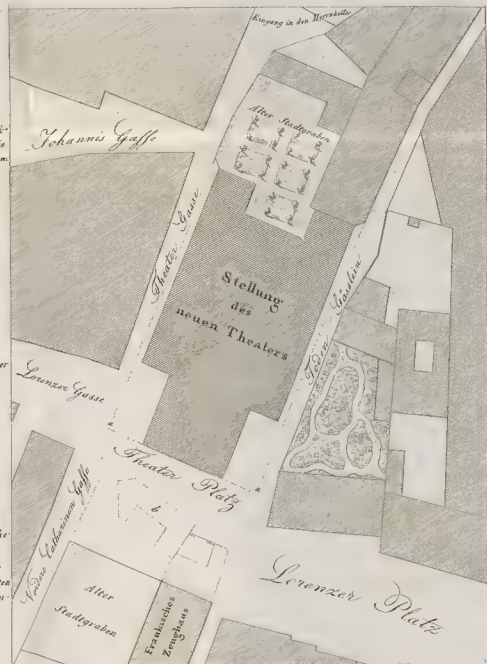 Eingang in den Herrnkeller
Alter Stadtgraben
Johannis Gasse
Theater Gasse
Stellung
des
neuen Theaters
Gässlein
Lorenzer Gasse
Theater Platz
b
Vordere Catharinen Gasse
Lorenzer Platz
Alter
Stadtgraben
Fränkisches
Zeughaus